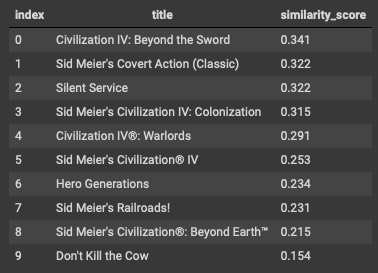 index title similarity_score
0 Civilization IV: Beyond the Sword 0.341
1 Sid Meier's Covert Action (Classic) 0.322
2 Silent Service 0.322
3 Sid Meier's Civilization IV: Colonization 0.315
4 Civilization IV®: Warlords 0.291
5 Sid Meier's Civilization® IV 0.253
6 Hero Generations 0.234
7 Sid Meier's Railroads! 0.231
8 Sid Meier's Civilization®: Beyond Earth™ 0.215
9 Don't Kill the Cow 0.154